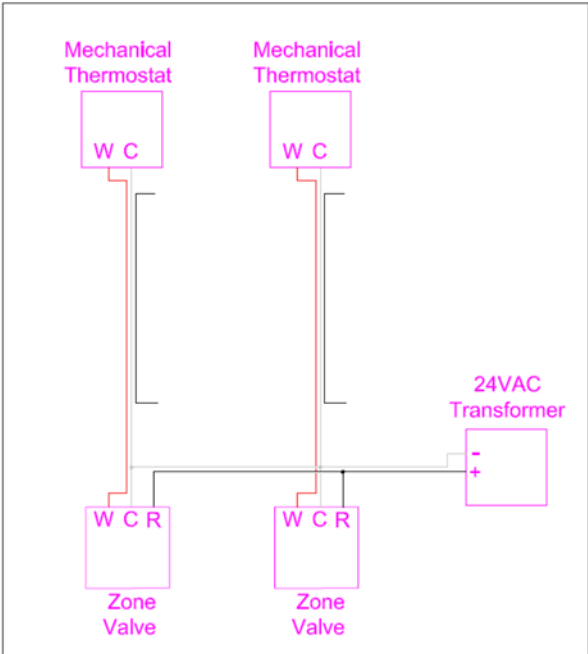 Mechanical
Thermostat
W C
Mechanical
Thermostat
W C
24VAC
Transformer
-
+
W C R
Zone
Valve
W C R
Zone
Valve